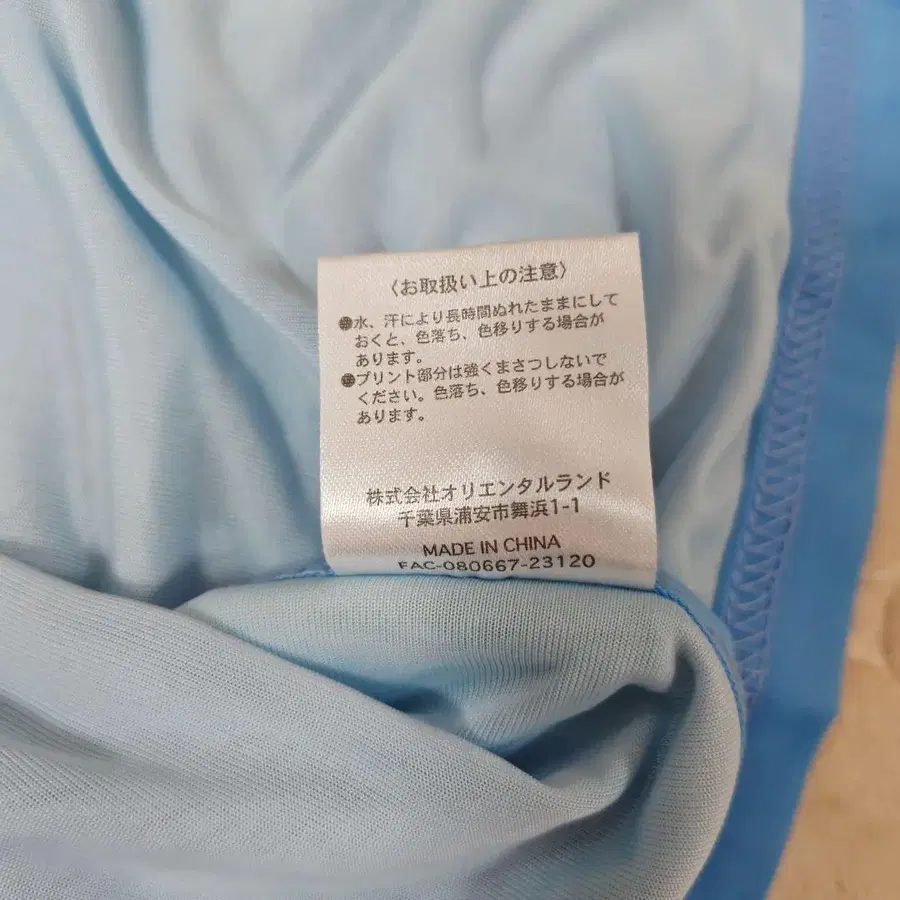 〈お取扱い上の注意〉
●水、汗により長時間ぬれたままにして
おくと、色落ち、色移りする場合が
あります。
●プリント部分は強くまさつしないで
ください。色落ち、色移りする場合が
あります。
株式会社オリエンタルランド
千葉県浦安市舞浜1-1
MADE IN CHINA
FAC-080667-23120